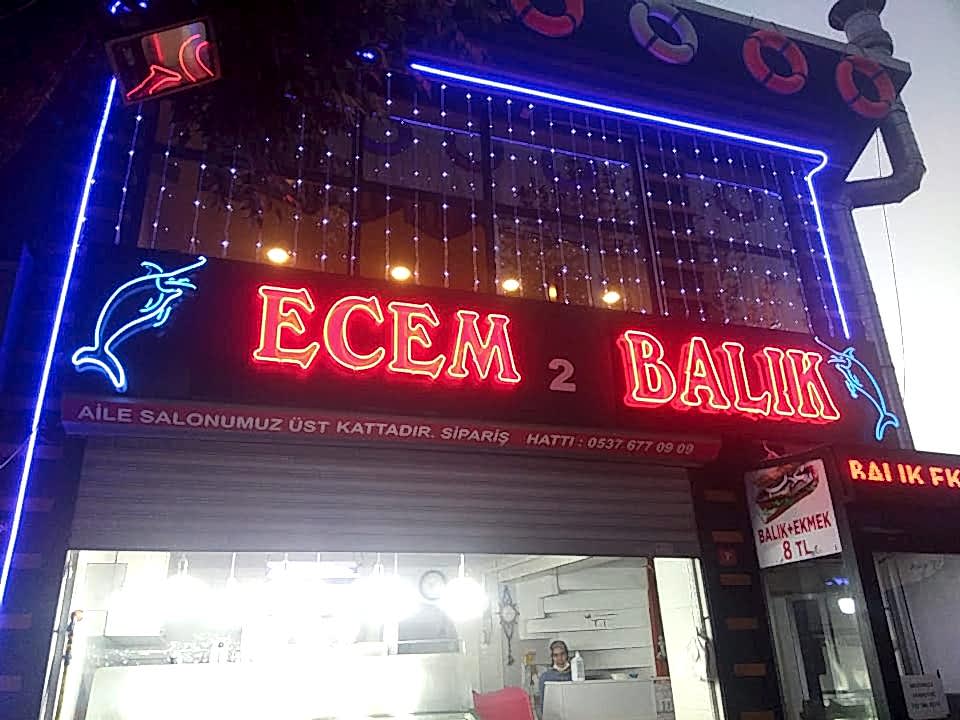 ECEM 2 BALIK
AİLE SALONUMUZ ÜST KATTADIR. SİPARİŞ HATTI : 0537 677 09 09
BALIK EK
BALIK+EKMEK
8 TL